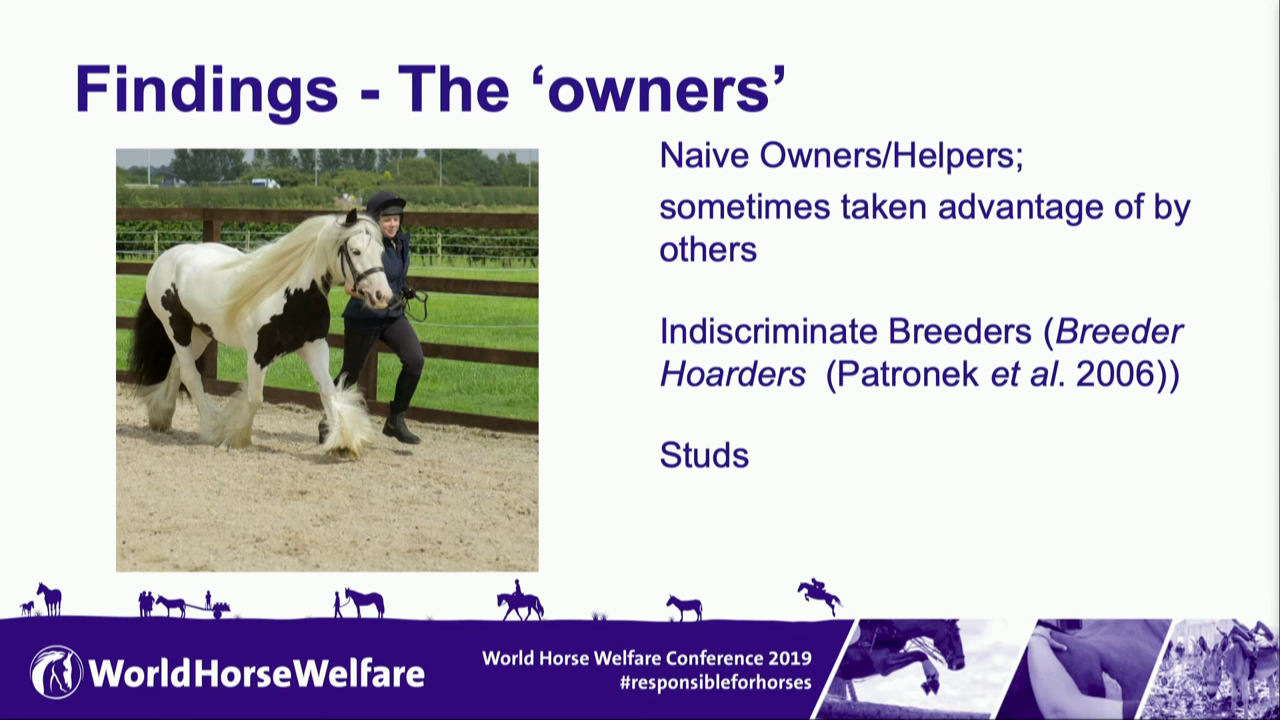 Findings - The ‘owners’
Naive Owners/Helpers;
sometimes taken advantage of by
others
Indiscriminate Breeders (Breeder
Hoarders (Patronek et al. 2006))
Studs
WorldHorseWelfare
World Horse Welfare Conference 2019
#responsibleforhorses